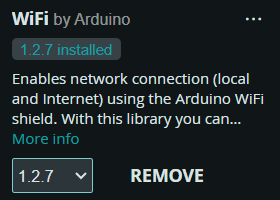 WiFi by Arduino ...
1.2.7 installed
Enables network connection (local
and Internet) using the Arduino WiFi
shield. With this library you can...
More info
1.2.7 REMOVE